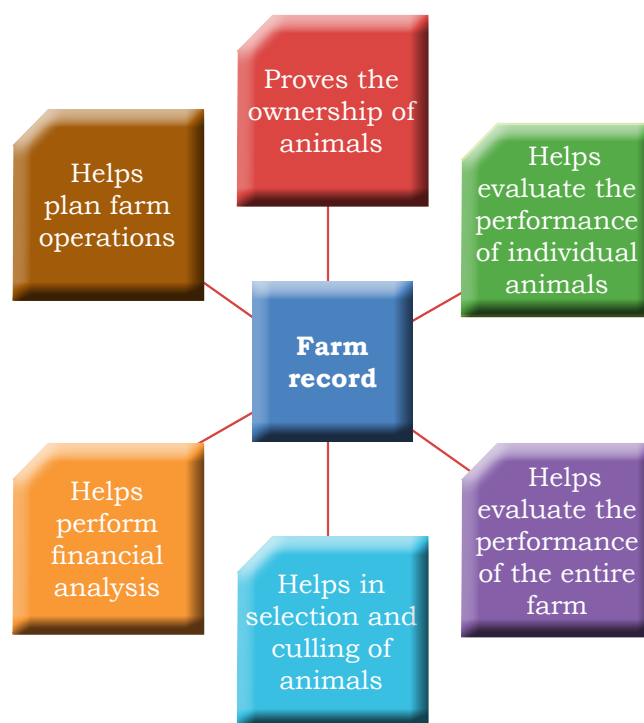 Proves the
ownership of
animals
Helps
plan farm
operations
Helps
evaluate the
performance
of individual
animals
Farm
record
Helps
perform
financial
analysis
Helps in
selection and
culling of
animals
Helps
evaluate the
performance
of the entire
farm